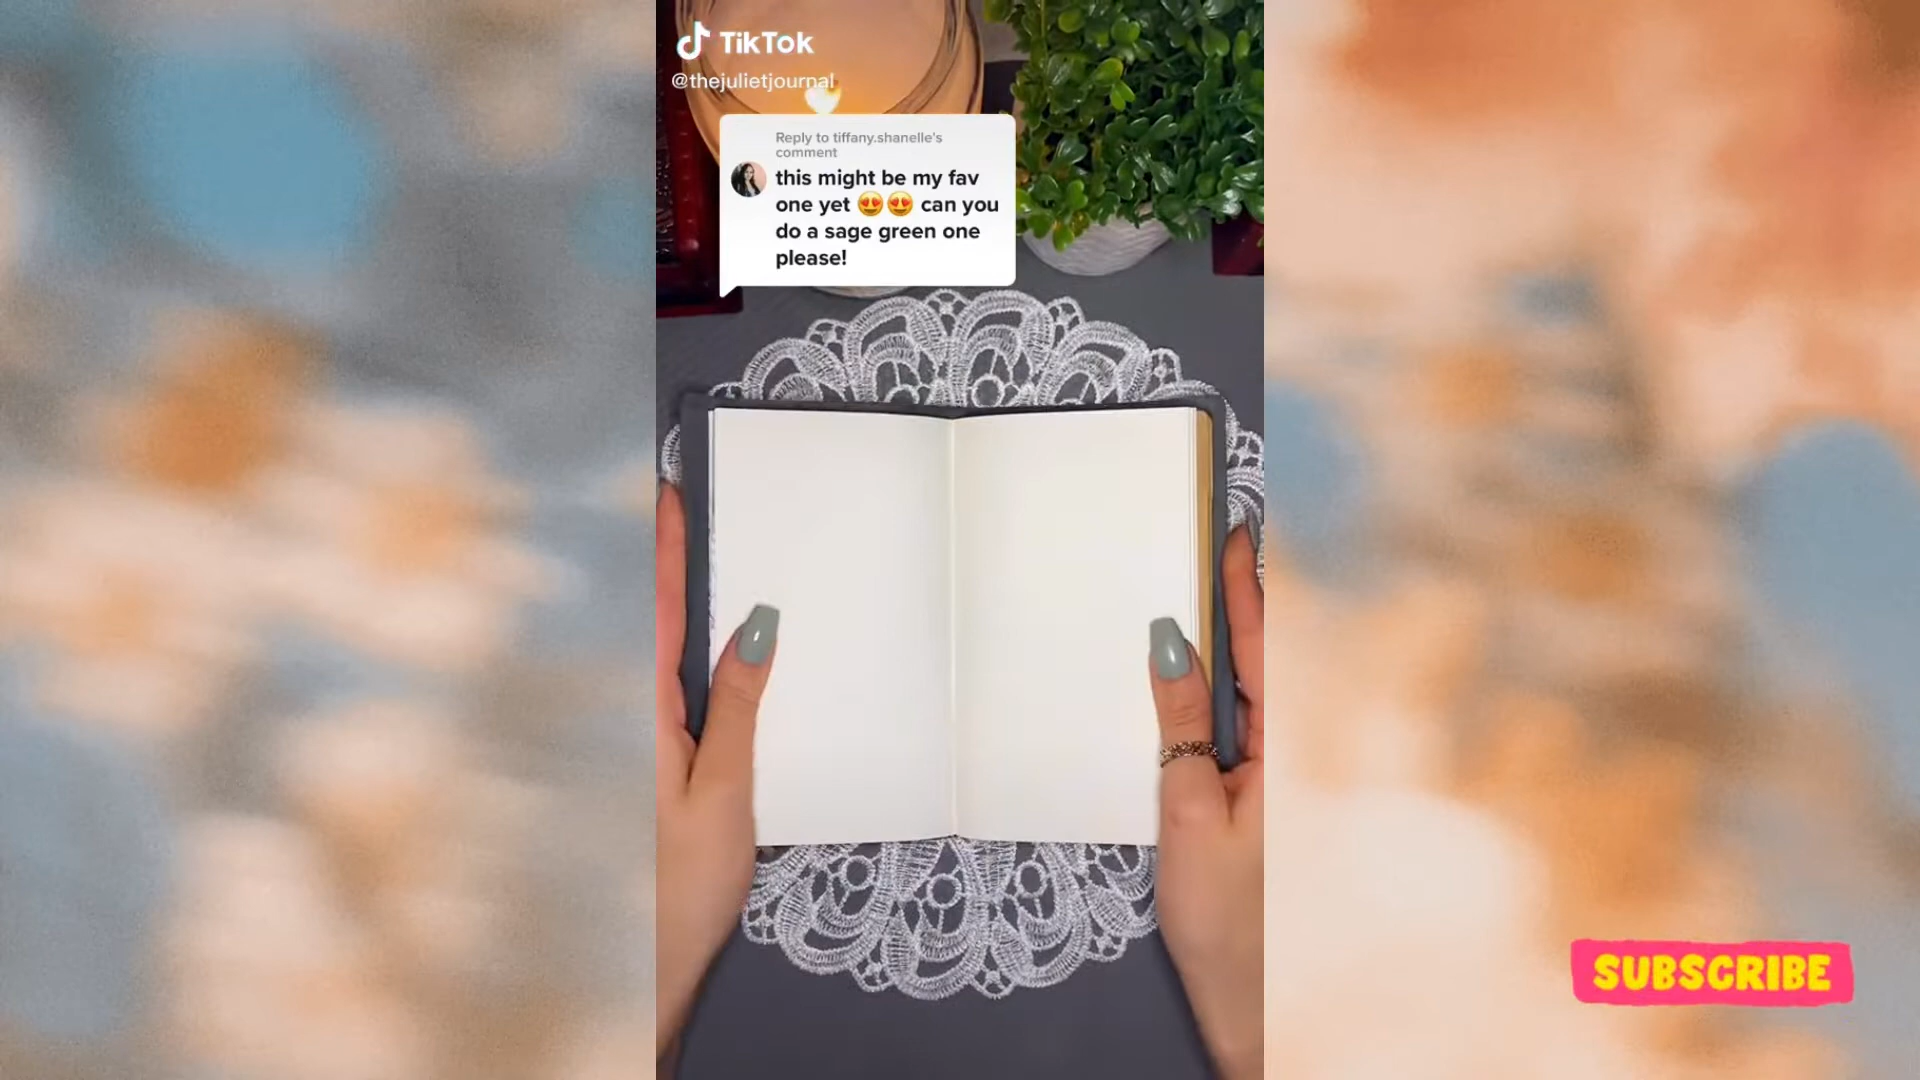 TikTok
@thejulietjournal
Reply to tiffany.shanelle's
comment
this might be my fav
one yet 😍😍 can you
do a sage green one
please!
SUBSCRIBE